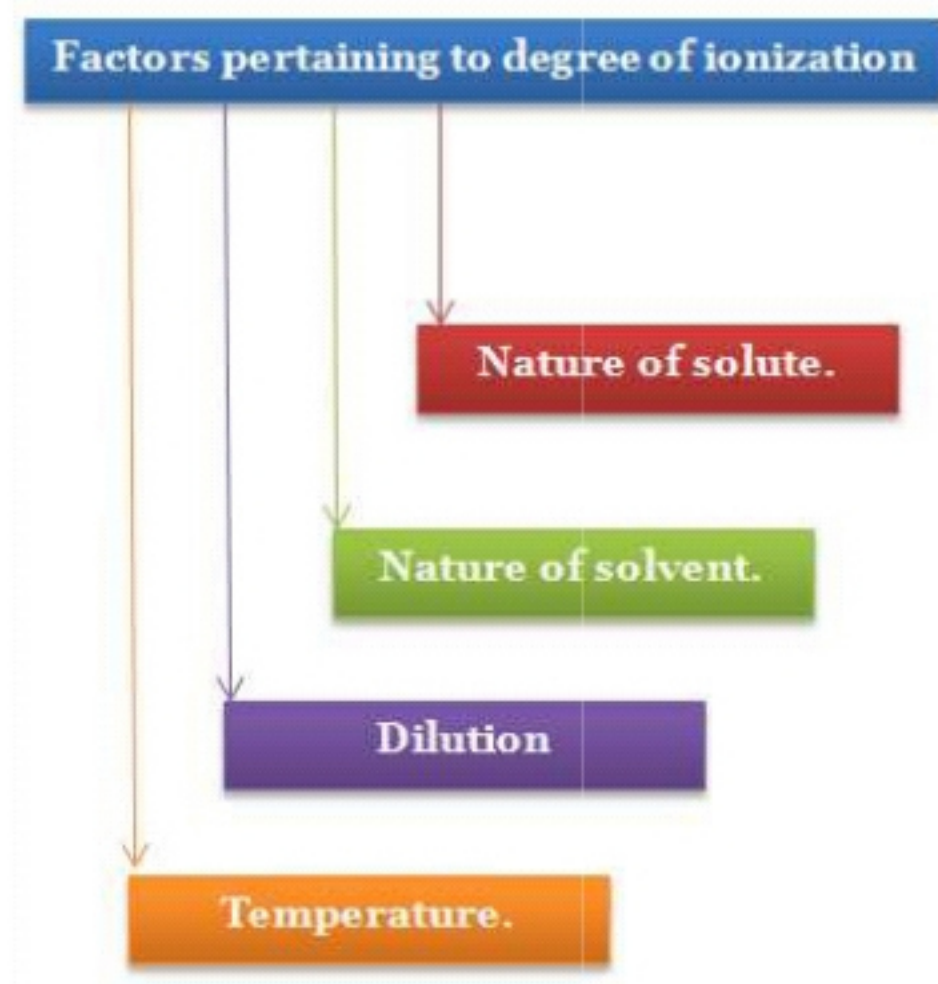 Factors pertaining to degree of ionization
Nature of solute.
Nature of solvent.
Dilution
Temperature.